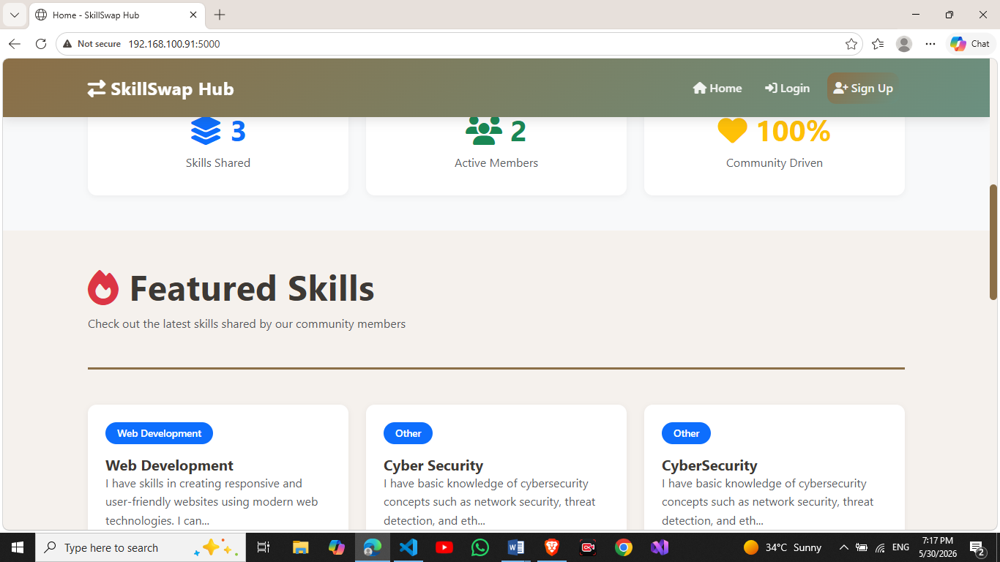 Home - SkillSwap Hub
Not secure 192.168.100.91:5000
Chat
SkillSwap Hub
Home
Login
Sign Up
3
Skills Shared
2
Active Members
100%
Community Driven
Featured Skills
Check out the latest skills shared by our community members
Web Development
Web Development
I have skills in creating responsive and
user-friendly websites using modern web
technologies. I can...
Other
Cyber Security
I have basic knowledge of cybersecurity
concepts such as network security, threat
detection, and eth...
Other
CyberSecurity
I have basic knowledge of cybersecurity
concepts such as network security, threat
detection, and eth...
Type here to search
34°C Sunny
ENG
7:17 PM
5/30/2026
2